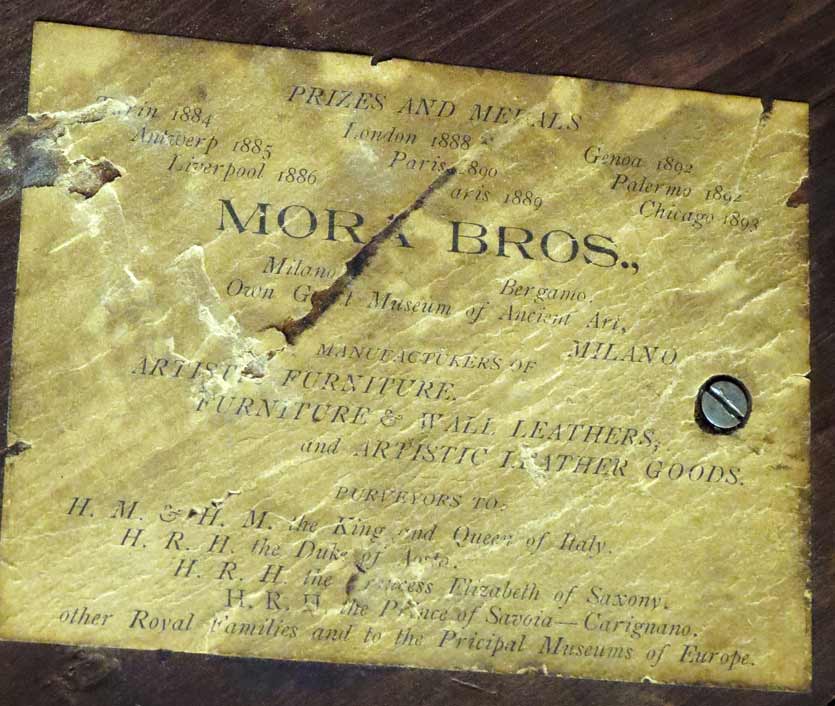 PRIZES AND MEDALS
Turin 1884 London 1888 Genoa 1892
Antwerp 1885 Paris 1890 Palermo 1892
Liverpool 1886 Paris 1889 Chicago 1893
MORA BROS.,
Milano Bergamo.
Own Great Museum of Ancient Art,
MILANO
MANUFACTURERS OF
ARTISTIC FURNITURE,
FURNITURE & WALL LEATHERS,
and ARTISTIC LEATHER GOODS.
PURVEYORS TO:
H. M. & H. M. the King and Queen of Italy.
H. R. H. the Duke of Aosta.
H. R. H. the Princess Elizabeth of Saxony.
H. R. H. the Prince of Savoia—Carignano.
other Royal Families and to the Pricipal Museums of Europe.